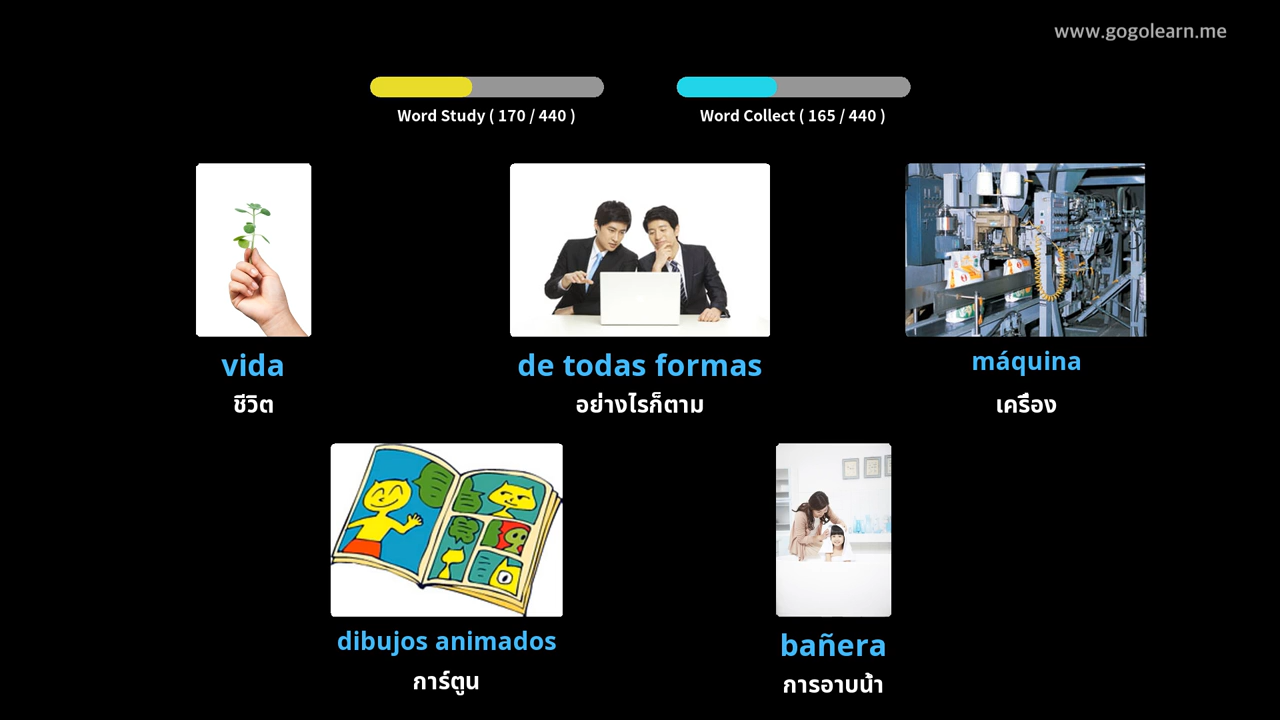 www.gogolearn.me
Word Study ( 170 / 440 )
Word Collect ( 165 / 440 )
vida
ชีวิต
de todas formas
อย่างไรก็ตาม
máquina
เครื่อง
dibujos animados
การ์ตูน
bañera
การอาบน้ำ